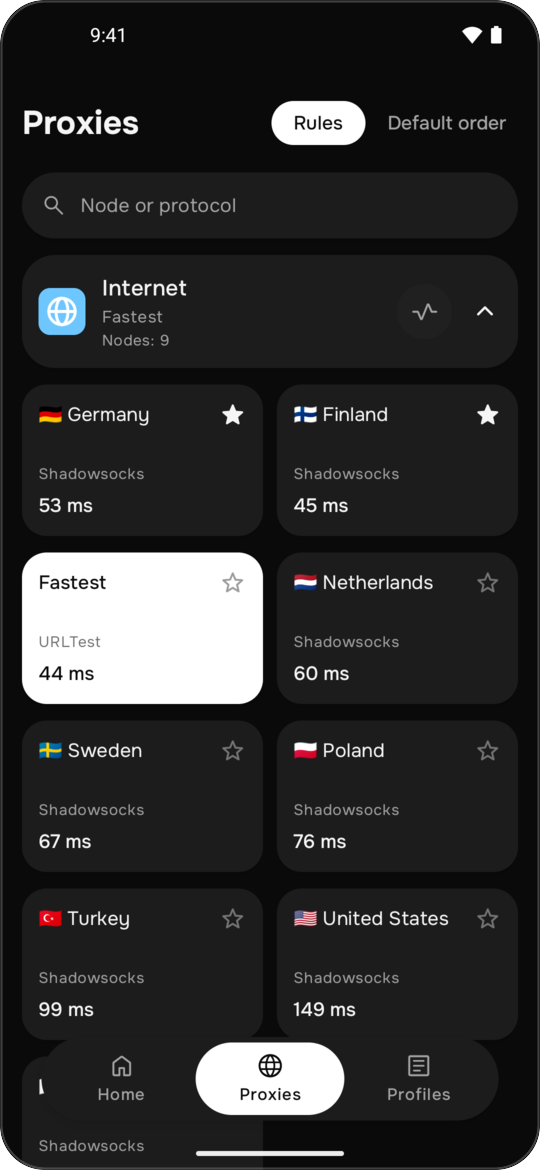 9:41
Proxies
Rules
Default order
Node or protocol
Internet
Fastest
Nodes: 9
Germany
Shadowsocks
53 ms
Finland
Shadowsocks
45 ms
Fastest
URLTest
44 ms
Netherlands
Shadowsocks
60 ms
Sweden
Shadowsocks
67 ms
Poland
Shadowsocks
76 ms
Turkey
Shadowsocks
99 ms
United States
Shadowsocks
149 ms
Home
Proxies
Profiles
Shadowsocks